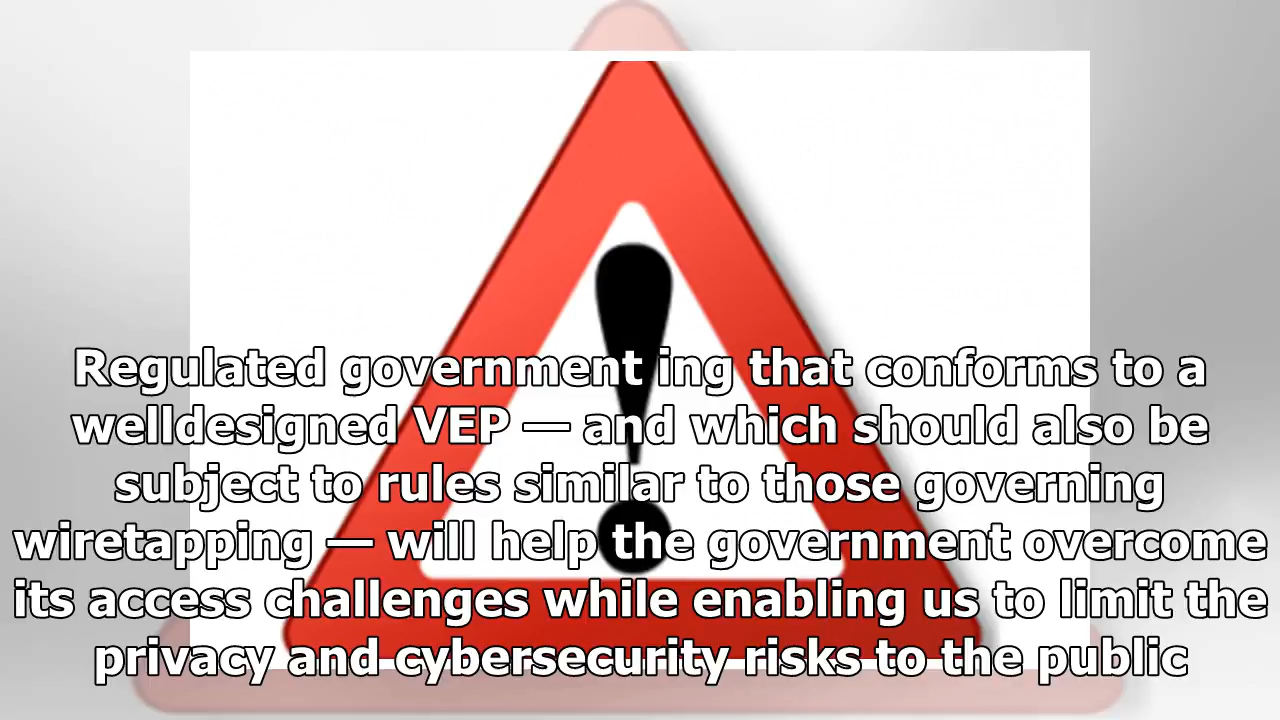 Regulated government ing that conforms to a
welldesigned VEP — and which should also be
subject to rules similar to those governing
wiretapping — will help the government overcome
its access challenges while enabling us to limit the
privacy and cybersecurity risks to the public